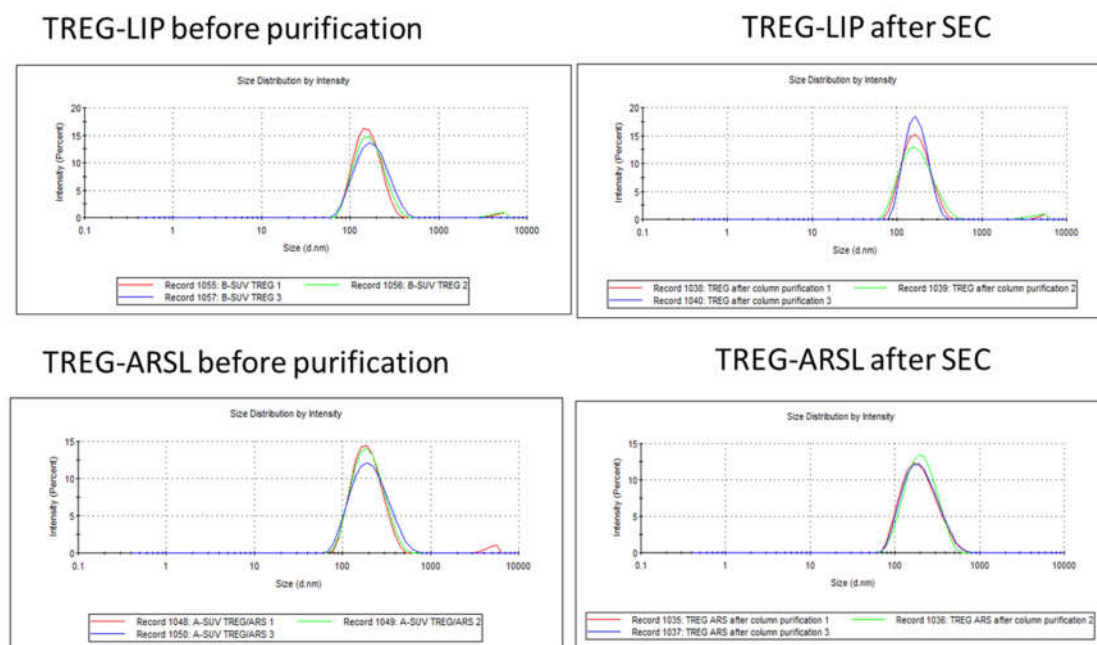 TREG-LIP before purification
TREG-LIP after SEC
Size Distribution by Intensity
Intensity (Percent)
20
15
10
5
0
0.1 1 10 100 1000 10000
Size (d.nm)
Record 1055: B-SUV TREG 1 Record 1056: B-SUV TREG 2
Record 1057: B-SUV TREG 3
Size Distribution by Intensity
Intensity (Percent)
20
15
10
5
0
0.1 1 10 100 1000 10000
Size (d.nm)
Record 1038: TREG after column purification 1 Record 1039: TREG after column purification 2
Record 1040: TREG after column purification 3
TREG-ARSL before purification
TREG-ARSL after SEC
Size Distribution by Intensity
Intensity (Percent)
15
10
5
0
0.1 1 10 100 1000 10000
Size (d.nm)
Record 1048: A-SUV TREG/ARS 1 Record 1049: A-SUV TREG/ARS 2
Record 1050: A-SUV TREG/ARS 3
Size Distribution by Intensity
Intensity (Percent)
15
10
5
0
0.1 1 10 100 1000 10000
Size (d.nm)
Record 1035: TREG ARS after column purification 1 Record 1036: TREG ARS after column purification 2
Record 1037: TREG ARS after column purification 3